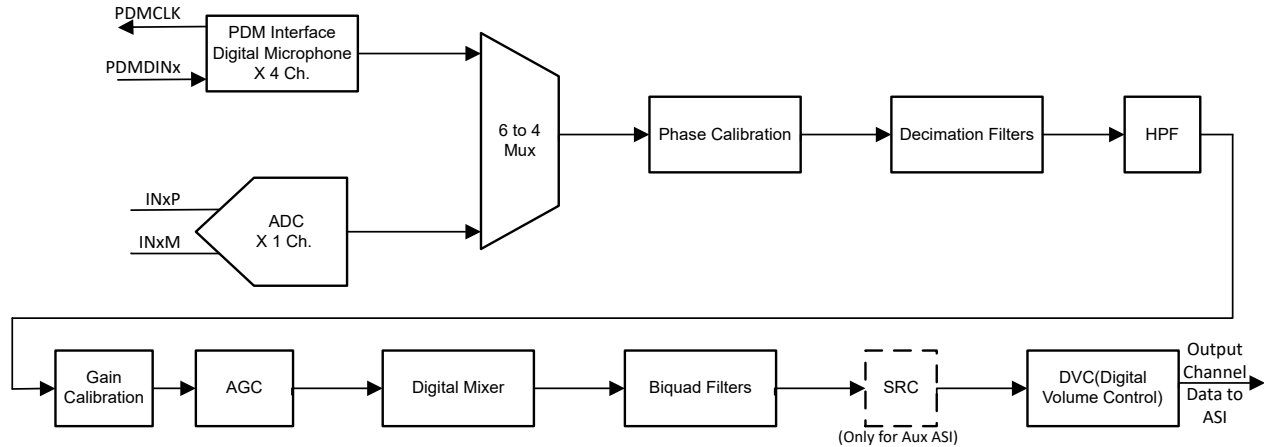 PDMCLK
PDMDINx
PDM Interface
Digital Microphone
X 4 Ch.
INxP
INxM
ADC
X 1 Ch.
6 to 4
Mux
Phase Calibration
Decimation Filters
HPF
Gain
Calibration
AGC
Digital Mixer
Biquad Filters
SRC
(Only for Aux ASI)
DVC(Digital
Volume Control)
Output
Channel
Data to
ASI